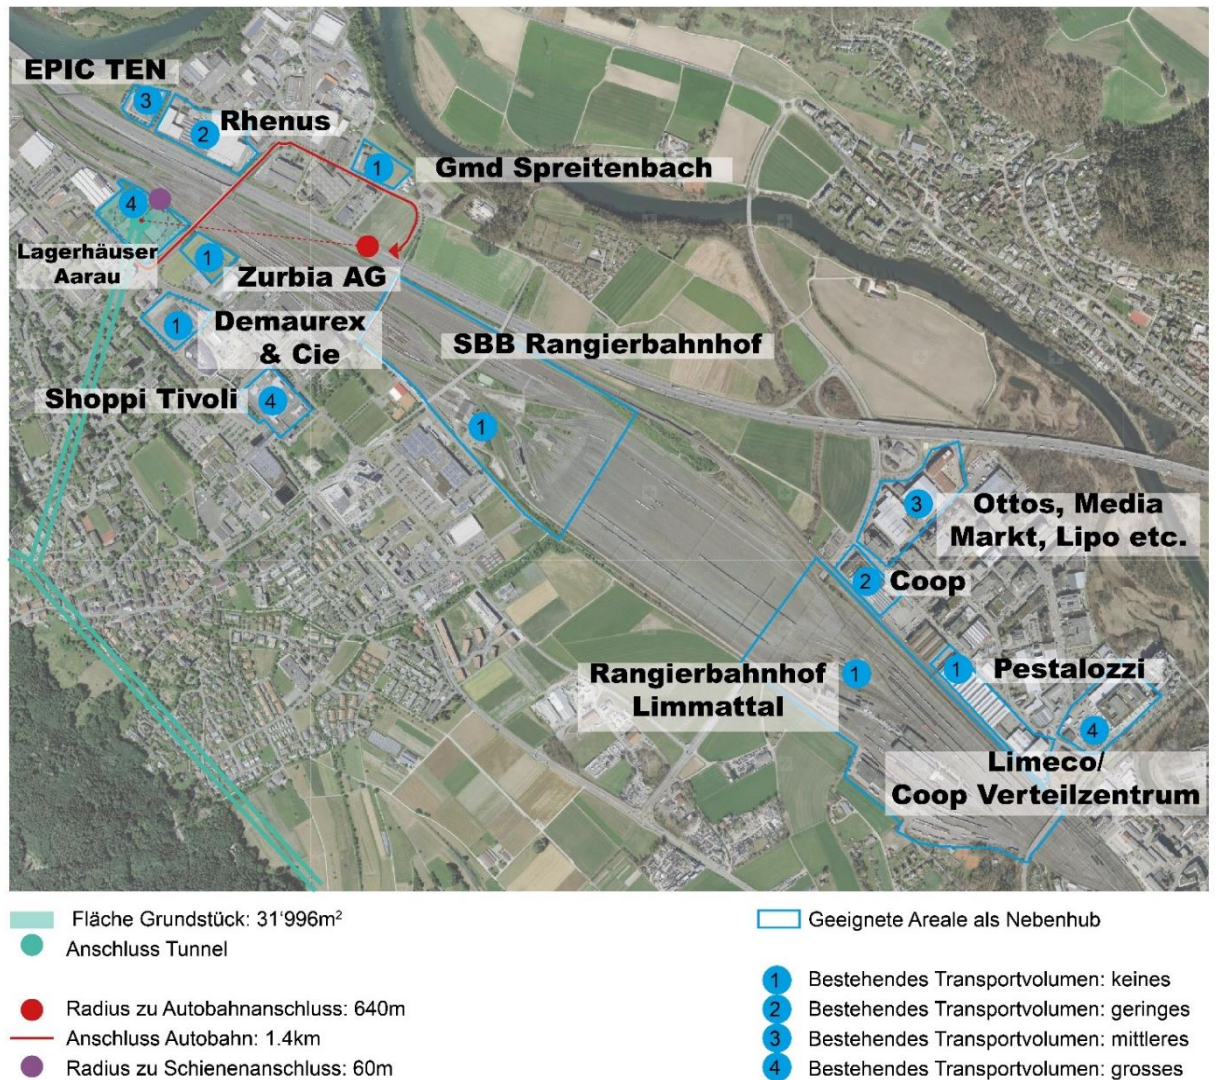 EPIC TEN
3
2
Rhenus
1
Gmd Spreitenbach
4
Lagerhäuser
Aarau
1
Zurbia AG
1
Demaurex
& Cie
SBB Rangierbahnhof
Shoppi Tivoli
4
1
3
Ottos, Media
Markt, Lipo etc.
2
Coop
Rangierbahnhof
Limmattal
1
1
Pestalozzi
4
Limeco/
Coop Verteilzentrum
Fläche Grundstück: 31'996m²
Anschluss Tunnel
Radius zu Autobahnanschluss: 640m
Anschluss Autobahn: 1.4km
Radius zu Schienenanschluss: 60m
Geeignete Areale als Nebenhub
1 Bestehendes Transportvolumen: keines
2 Bestehendes Transportvolumen: geringes
3 Bestehendes Transportvolumen: mittleres
4 Bestehendes Transportvolumen: grosses